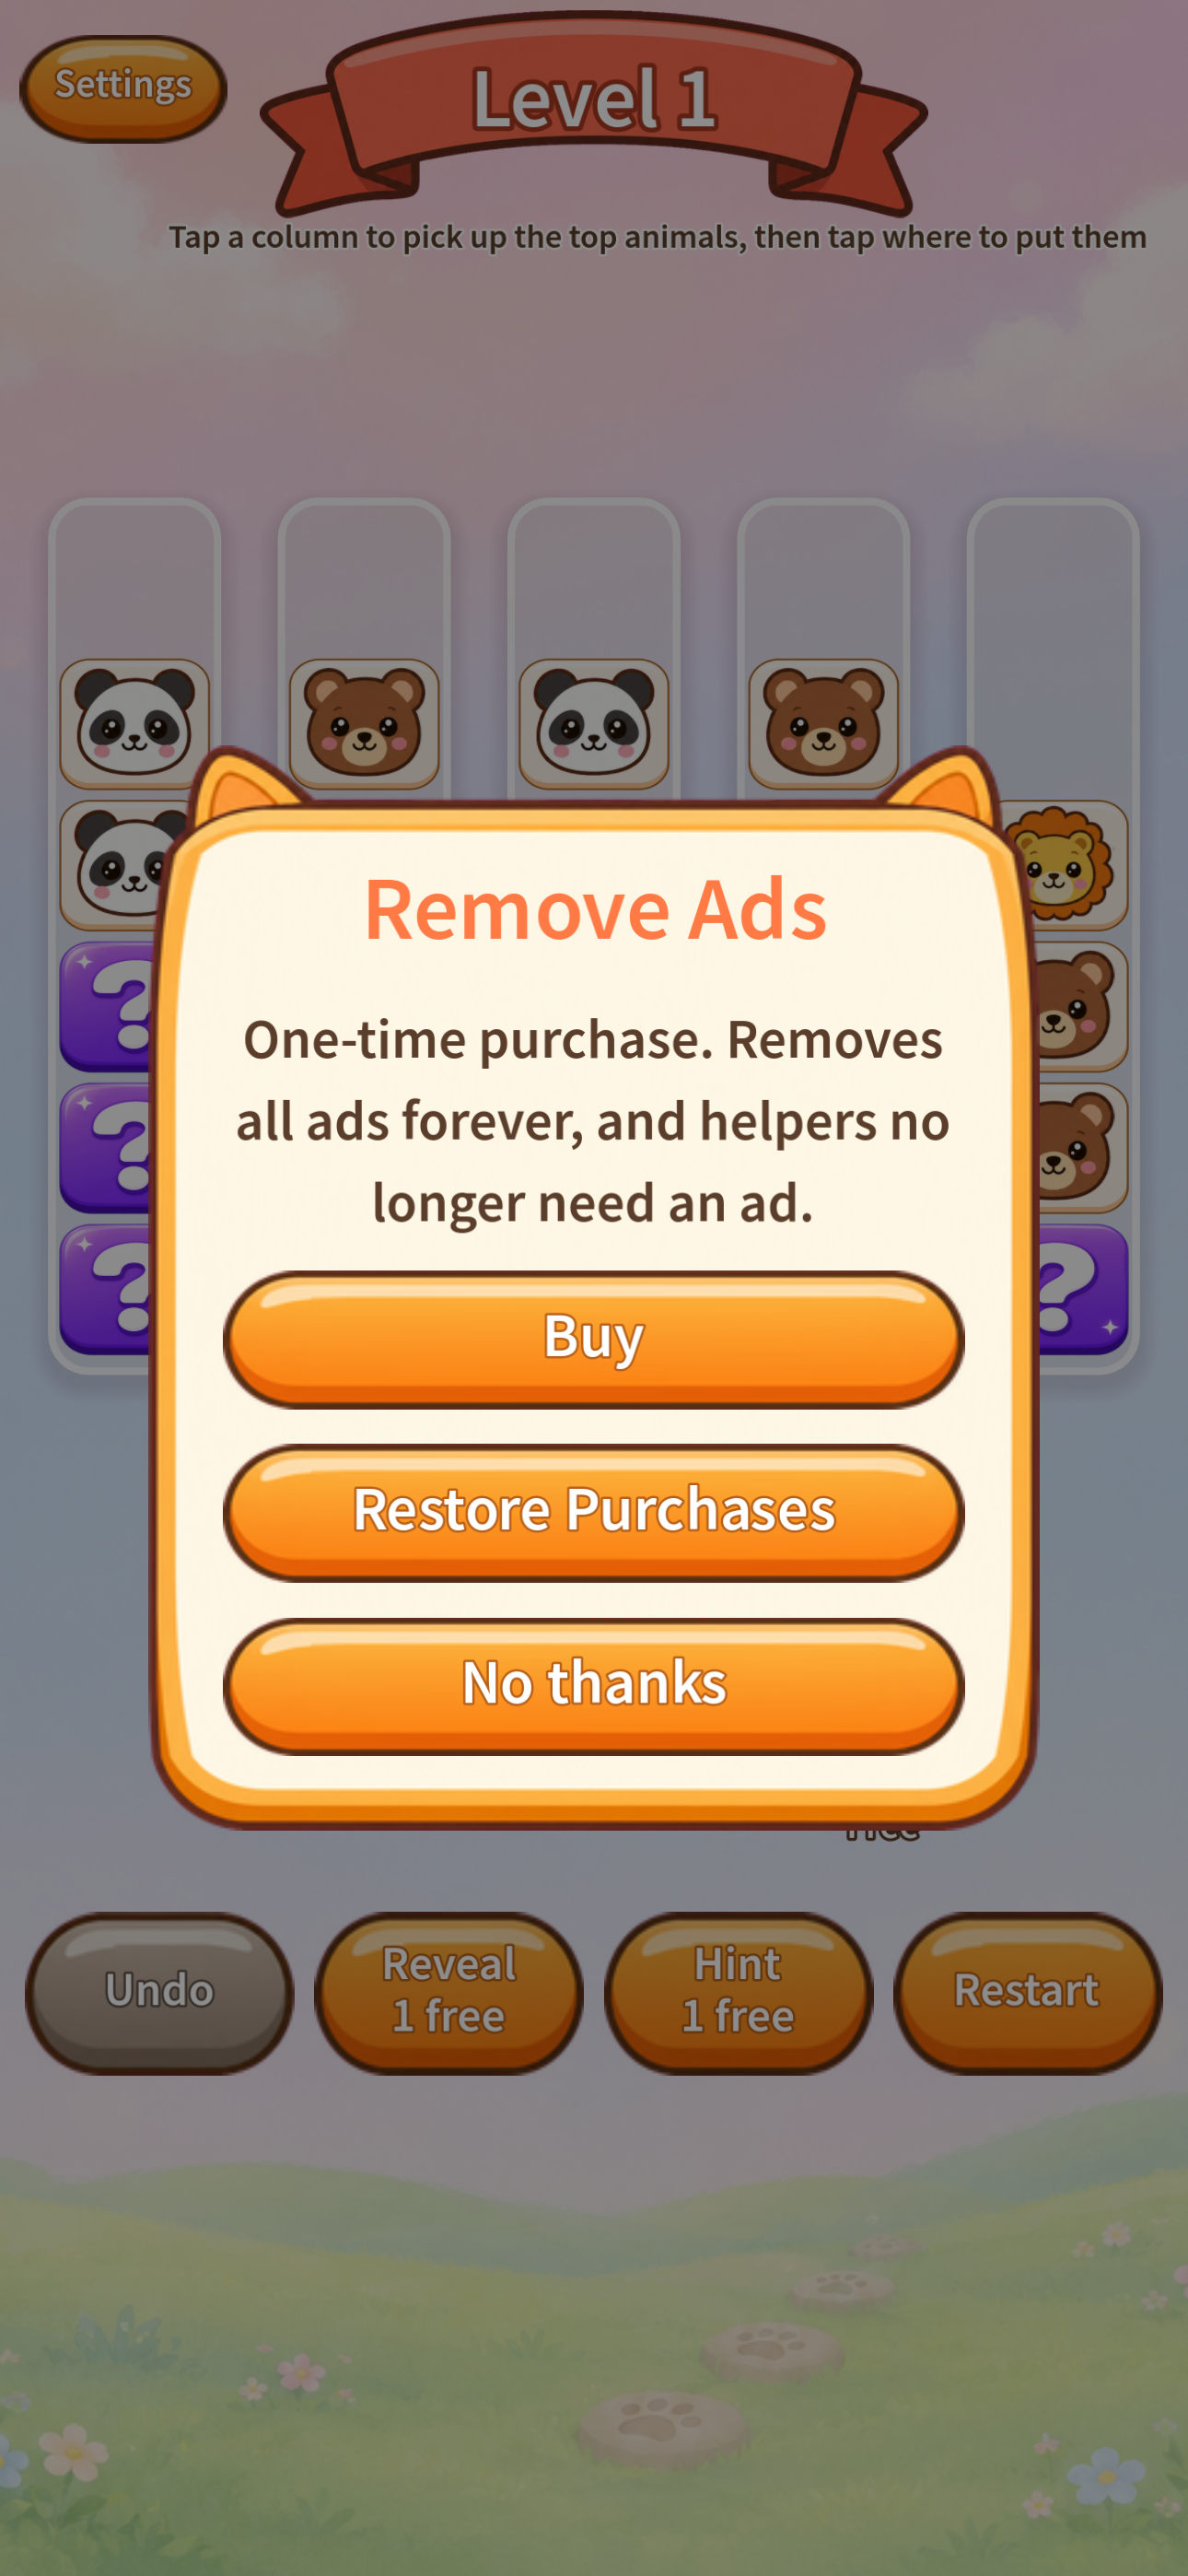 Settings
Level 1
Tap a column to pick up the top animals, then tap where to put them
?
?
?
?
Remove Ads
One-time purchase. Removes
all ads forever, and helpers no
longer need an ad.
Buy
Restore Purchases
No thanks
Undo
Reveal
1 free
Hint
1 free
Restart